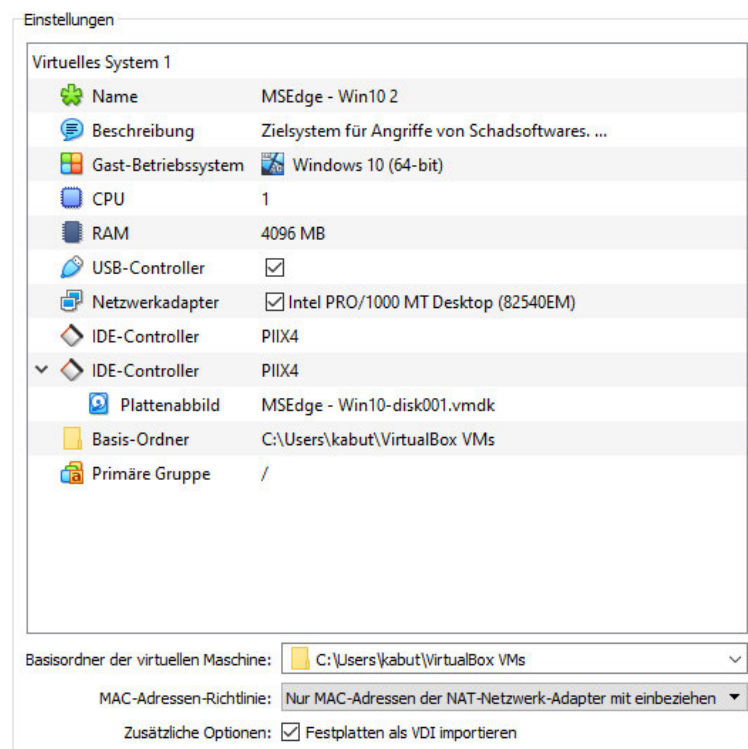 Einstellungen
Virtuelles System 1
Name MSEdge - Win10 2
Beschreibung Zielsystem für Angriffe von Schadsoftwares. ...
Gast-Betriebssystem Windows 10 (64-bit)
CPU 1
RAM 4096 MB
USB-Controller
Netzwerkadapter Intel PRO/1000 MT Desktop (82540EM)
IDE-Controller PIIX4
IDE-Controller PIIX4
Plattenabbild MSEdge - Win10-disk001.vmdk
Basis-Ordner C:\Users\kabut\VirtualBox VMs
Primäre Gruppe /
Basisordner der virtuellen Maschine: C:\Users\kabut\VirtualBox VMs
MAC-Adressen-Richtlinie: Nur MAC-Adressen der NAT-Netzwerk-Adapter mit einbeziehen
Zusätzliche Optionen: Festplatten als VDI importieren